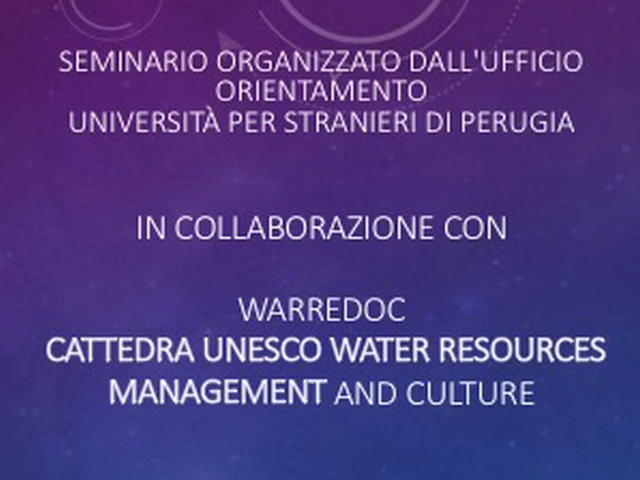 SEMINARIO ORGANIZZATO DALL'UFFICIO
ORIENTAMENTO
UNIVERSITÀ PER STRANIERI DI PERUGIA
IN COLLABORAZIONE CON
WARREDOC
CATTEDRA UNESCO WATER RESOURCES
MANAGEMENT AND CULTURE